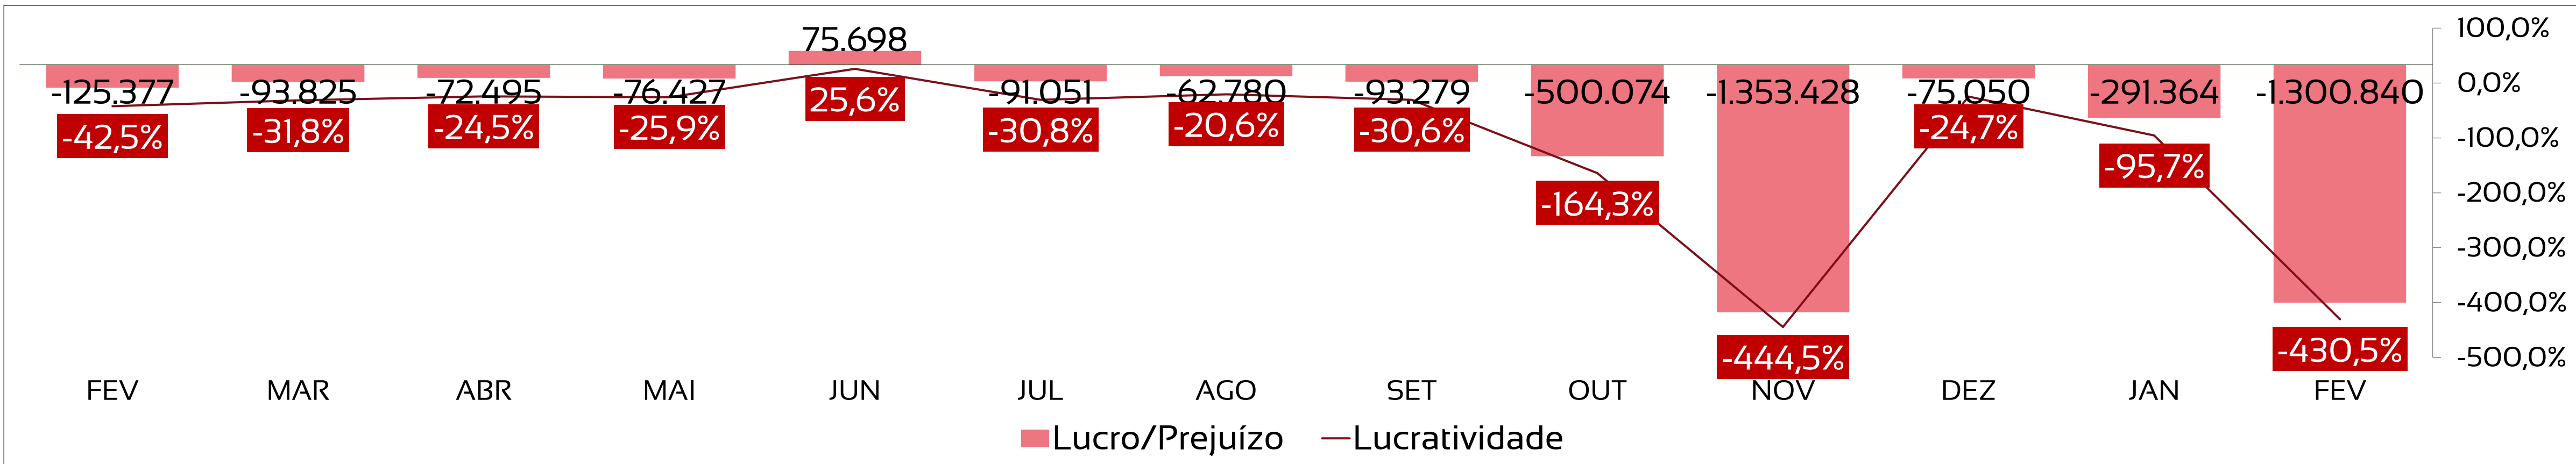 75.698
-125.377 -93.825 -72.495 -76.427 -91.051 -62.780 -93.279 -500.074 -1.353.428 -75.050 -291.364 -1.300.840
-42,5% -31,8% -24,5% -25,9% 25,6% -30,8% -20,6% -30,6% -164,3% -444,5% -24,7% -95,7% -430,5%
100,0%
0,0%
-100,0%
-200,0%
-300,0%
-400,0%
-500,0%
FEV MAR ABR MAI JUN JUL AGO SET OUT NOV DEZ JAN FEV
Lucro/Prejuízo Lucratividade